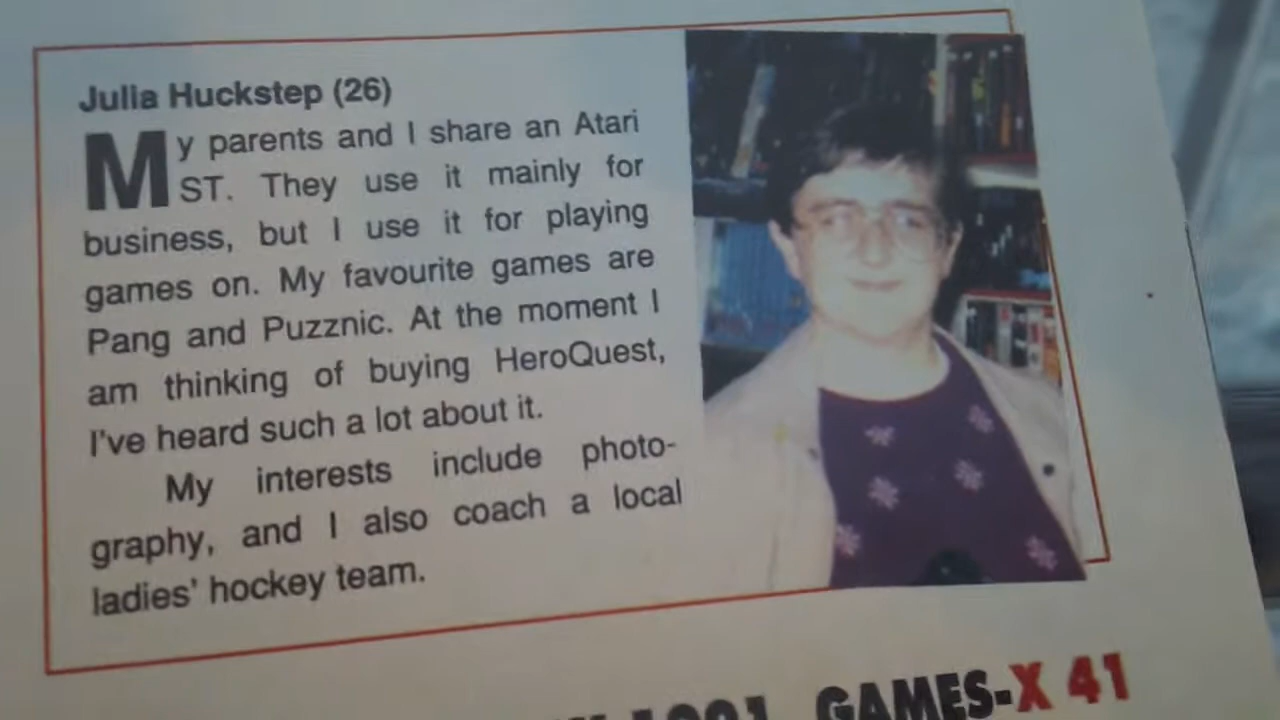 Julia Huckstep (26)
My parents and I share an Atari
ST. They use it mainly for
business, but I use it for playing
games on. My favourite games are
Pang and Puzznic. At the moment I
am thinking of buying HeroQuest,
I've heard such a lot about it.
My interests include photo-
graphy, and I also coach a local
ladies' hockey team.
1991 GAMES-X 41